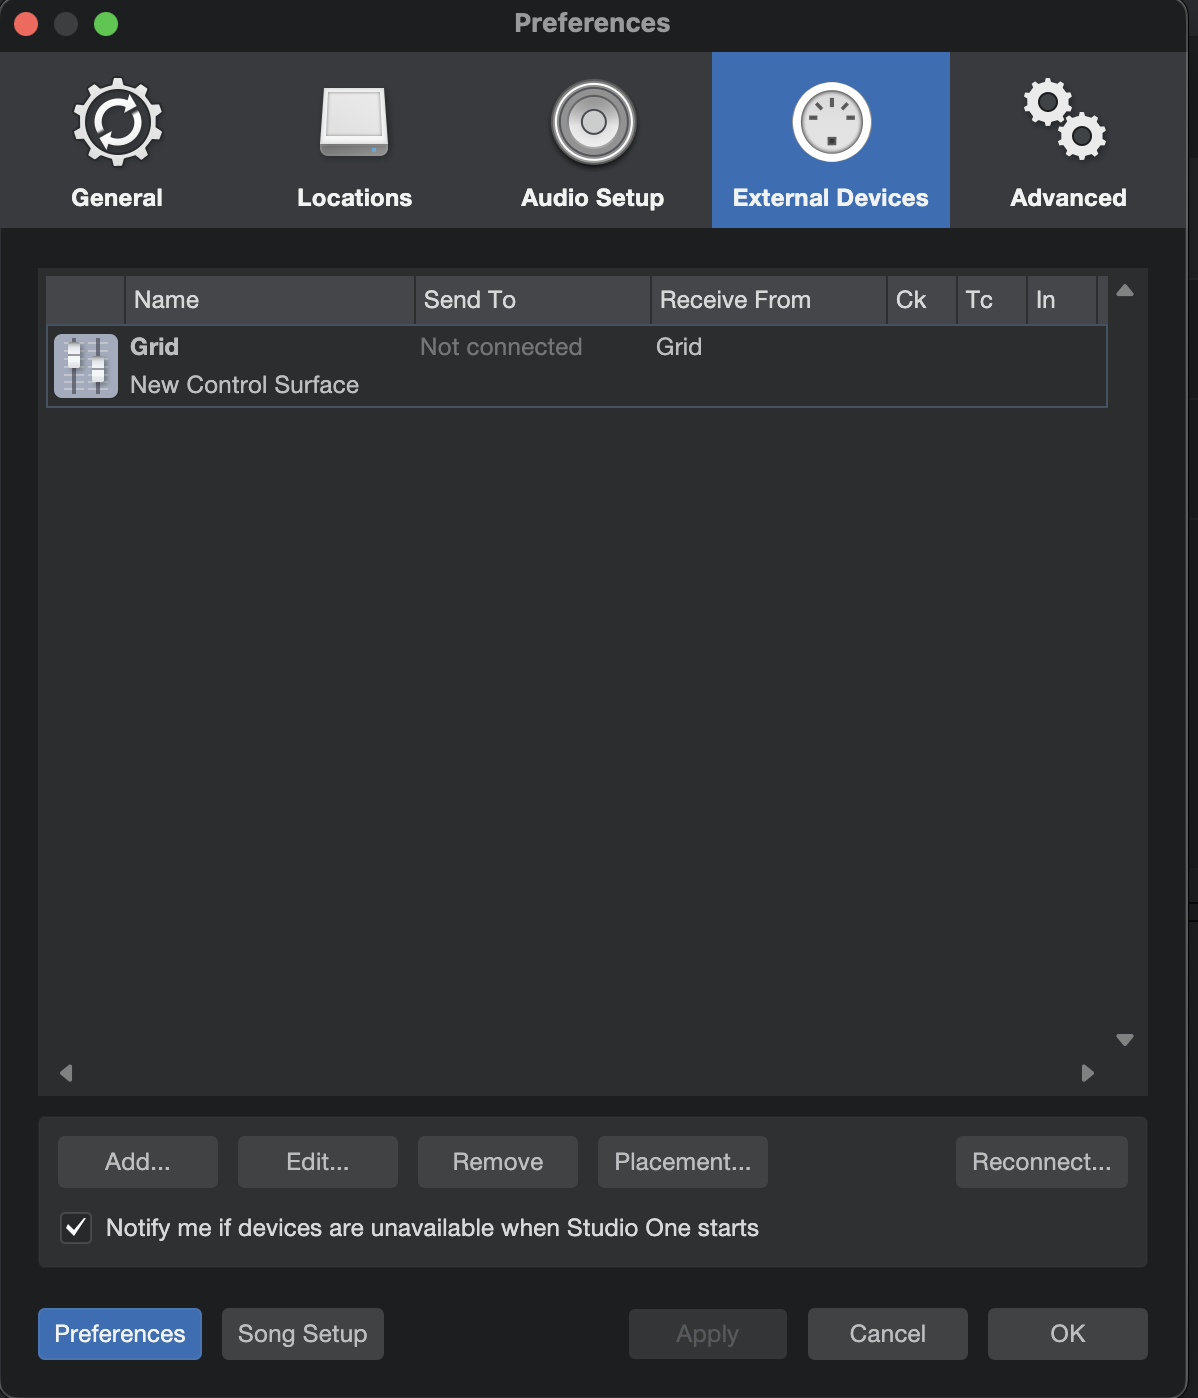 Preferences
General
Locations
Audio Setup
External Devices
Advanced
Name
Send To
Receive From
Ck
Tc
In
Grid
Not connected
Grid
New Control Surface
Add...
Edit...
Remove
Placement...
Reconnect...
Notify me if devices are unavailable when Studio One starts
Preferences
Song Setup
Apply
Cancel
OK